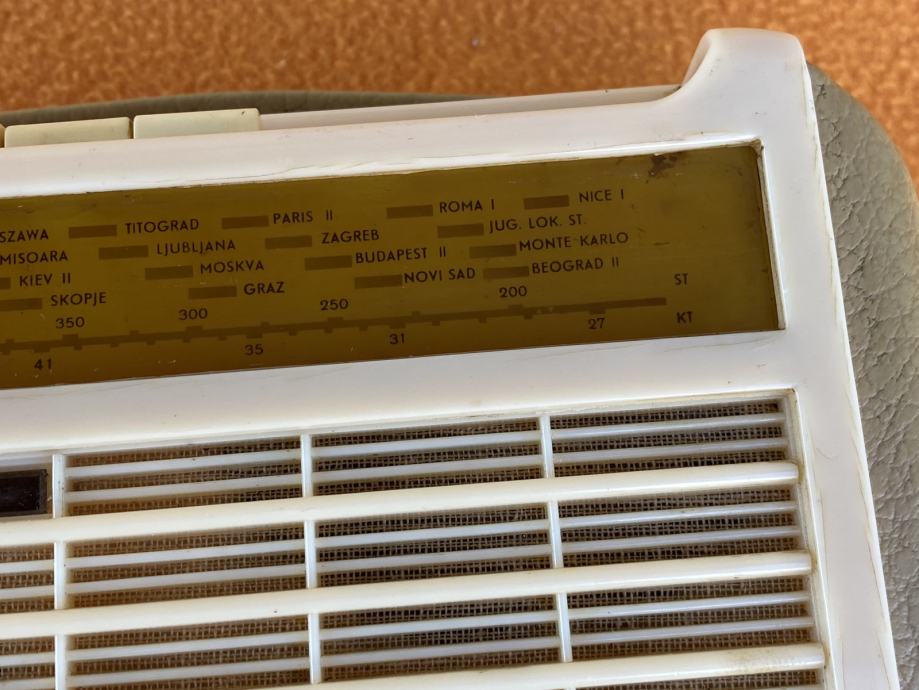 SZAWA TITOGRAD PARIS II ROMA I NICE I
MISOARA LJUBLJANA ZAGREB JUG. LOK. ST.
KIEV II MOSKVA BUDAPEST II MONTE KARLO
SKOPJE GRAZ NOVI SAD BEOGRAD II
350 300 250 200 ST
41 35 31 27 KT